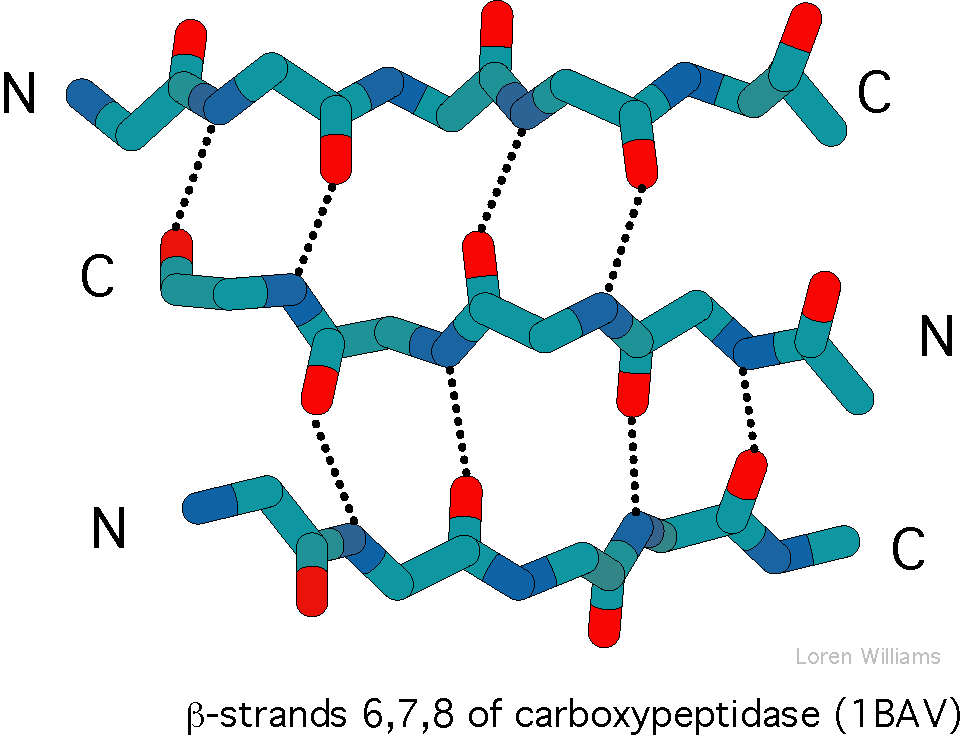 N
C
C
N
N
C
Loren Williams
β-strands 6,7,8 of carboxypeptidase (1BAV)